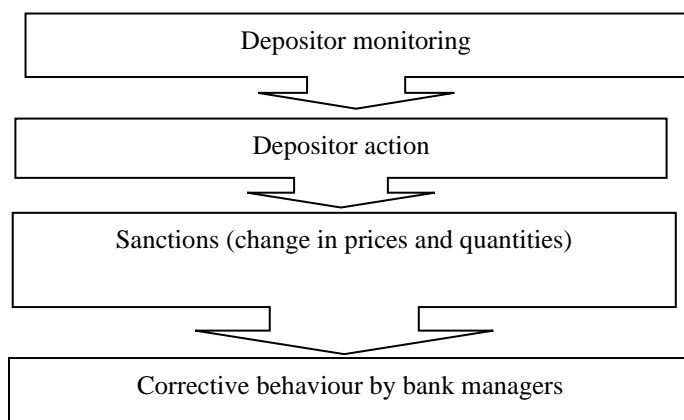 Depositor monitoring
Depositor action
Sanctions (change in prices and quantities)
Corrective behaviour by bank managers